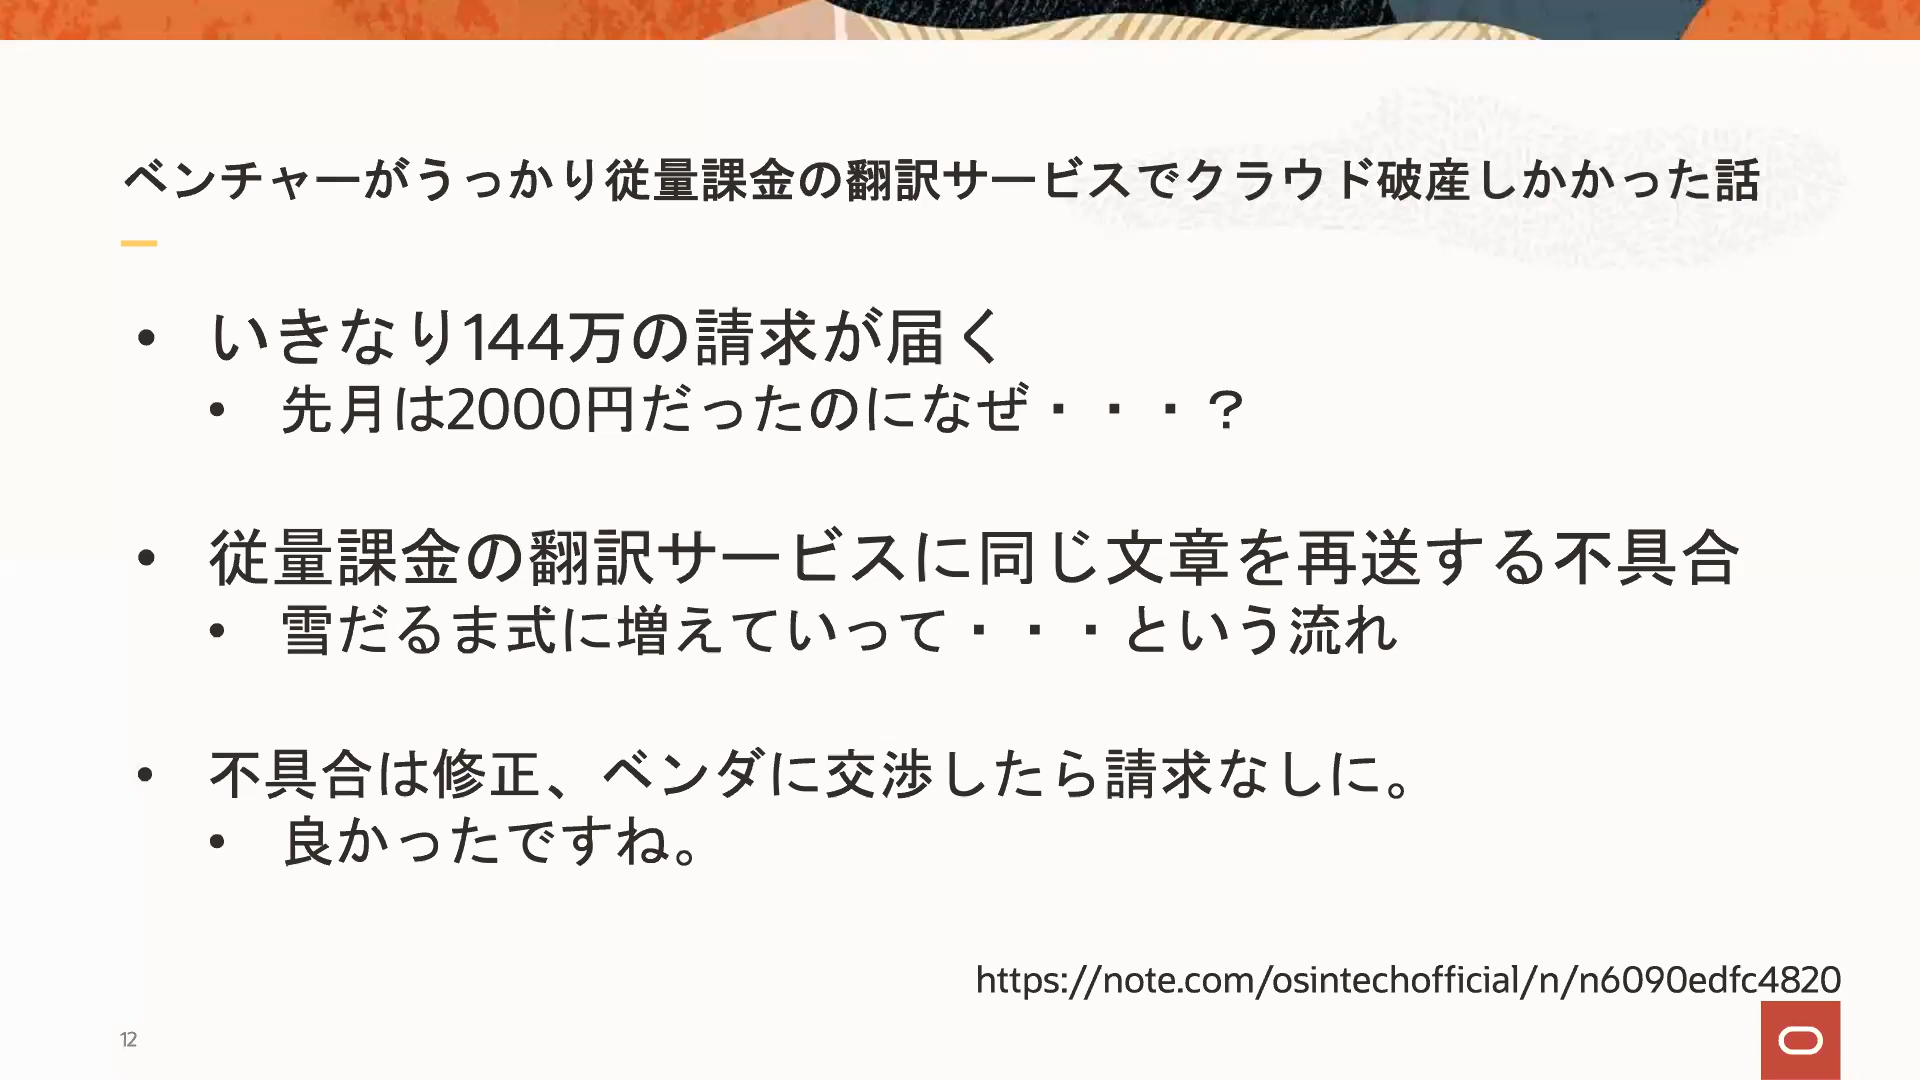 ベンチャーがうっかり従量課金の翻訳サービスでクラウド破産しかかった話
• いきなり144万の請求が届く
• 先月は2000円だったのになぜ・・・？
• 従量課金の翻訳サービスに同じ文章を再送する不具合
• 雪だるま式に増えていって・・・という流れ
• 不具合は修正、ベンダに交渉したら請求なしに。
• 良かったですね。
https://note.com/osintechofficial/n/n6090edfc4820
12